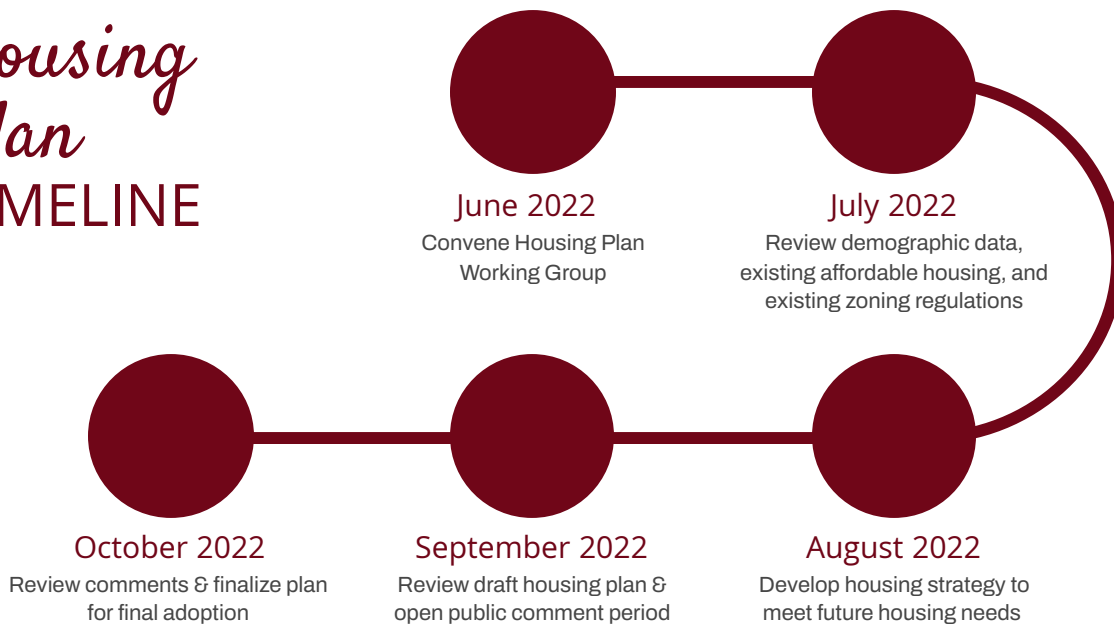 ousing
lan
MELINE
June 2022
Convene Housing Plan
Working Group
July 2022
Review demographic data,
existing affordable housing, and
existing zoning regulations
August 2022
Develop housing strategy to
meet future housing needs
September 2022
Review draft housing plan &
open public comment period
October 2022
Review comments & finalize plan
for final adoption